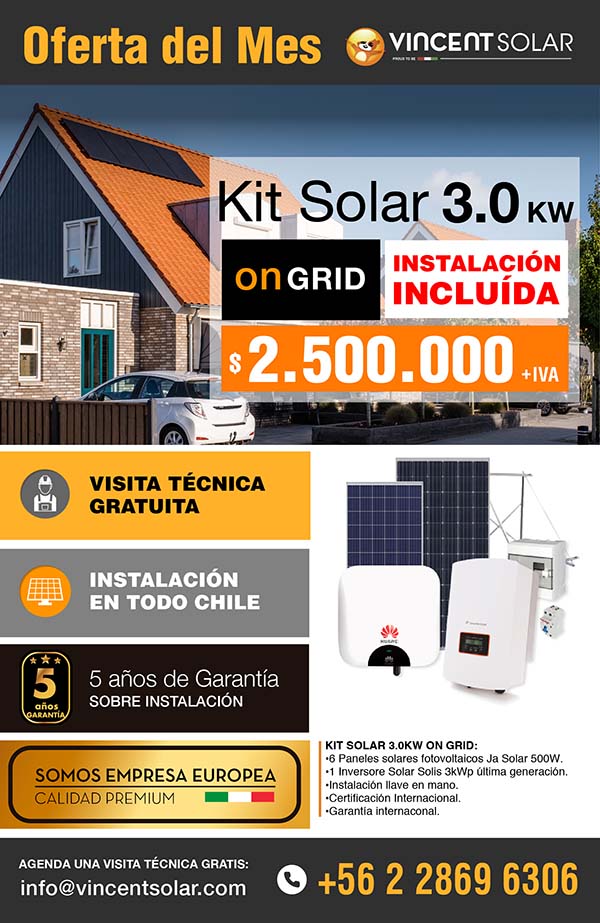 Oferta del Mes
VINCENT SOLAR
PROUD TO BE
Kit Solar 3.0 KW
on GRID
INSTALACIÓN
INCLUÍDA
$ 2.500.000 +IVA
VISITA TÉCNICA
GRATUITA
INSTALACIÓN
EN TODO CHILE
5
años
GARANTÍA
5 años de Garantía
SOBRE INSTALACIÓN
HUAWEI
SOMOS EMPRESA EUROPEA
CALIDAD PREMIUM
KIT SOLAR 3.0KW ON GRID:
•6 Paneles solares fotovoltaicos Ja Solar 500W.
•1 Inversore Solar Solis 3kWp última generación.
•Instalación llave en mano.
•Certificación Internacional.
•Garantía internaconal.
AGENDA UNA VISITA TÉCNICA GRATIS:
info@vincentsolar.com
+56 2 2869 6306